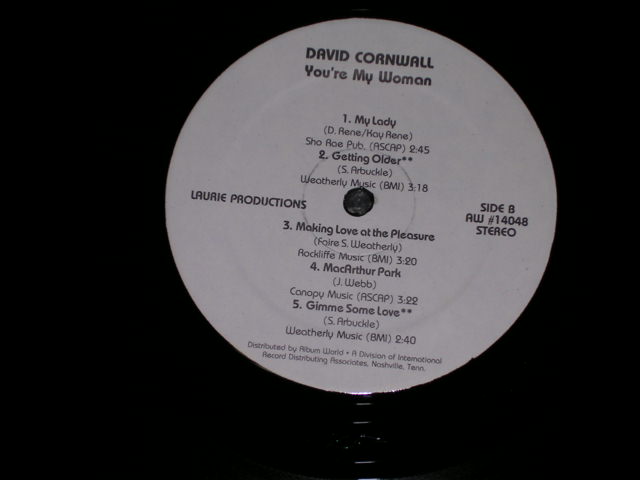 DAVID CORNWALL
You're My Woman
1. My Lady
(D. Rene/Kay Rene)
Sho Rae Pub. (ASCAP) 2:45
2. Getting Older**
(S. Arbuckle)
Weatherly Music (BMI) 3:18
LAURIE PRODUCTIONS
SIDE B
AW #14048
STEREO
3. Making Love at the Pleasure
(Faire S. Weatherly)
Rockliffe Music (BMI) 3:20
4. MacArthur Park
(J. Webb)
Canopy Music (ASCAP) 3:22
5. Gimme Some Love**
(S. Arbuckle)
Weatherly Music (BMI) 2:40
Distributed by Album World • A Division of International
Record Distributing Associates, Nashville, Tenn.